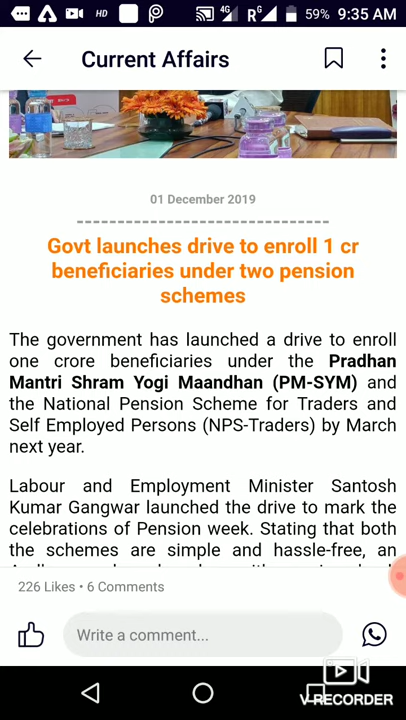 HD 4G R G 59% 9:35 AM
Current Affairs
01 December 2019
------------------------------
Govt launches drive to enroll 1 cr
beneficiaries under two pension
schemes
The government has launched a drive to enroll
one crore beneficiaries under the Pradhan
Mantri Shram Yogi Maandhan (PM-SYM) and
the National Pension Scheme for Traders and
Self Employed Persons (NPS-Traders) by March
next year.
Labour and Employment Minister Santosh
Kumar Gangwar launched the drive to mark the
celebrations of Pension week. Stating that both
the schemes are simple and hassle-free, an
226 Likes • 6 Comments
Write a comment...
V RECORDER